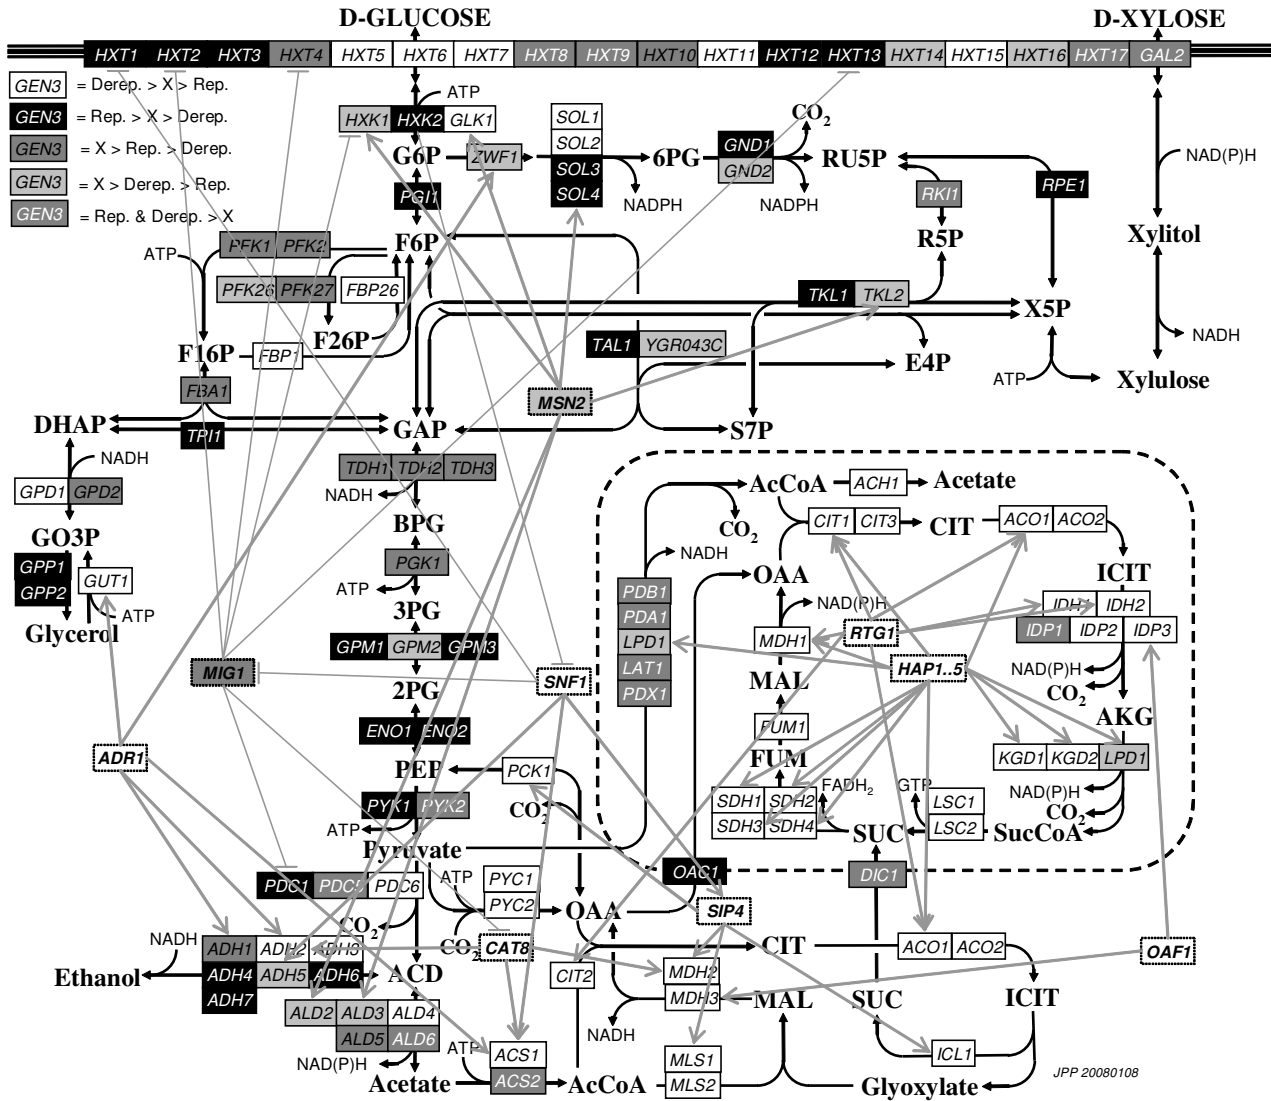 D-GLUCOSE D-XYLOSE
HXT1 HXT2 HXT3 HXT4 HXT5 HXT6 HXT7 HXT8 HXT9 HXT10 HXT11 HXT12 HXT13 HXT14 HXT15 HXT16 HXT17 GAL2
GEN3 = Derep. > X > Rep.
GEN3 = Rep. > X > Derep.
GEN3 = X > Rep. > Derep.
GEN3 = X > Derep. > Rep.
GEN3 = Rep. & Derep. > X
ATP
HXK1 HXK2 GLK1
SOL1
SOL2
SOL3
SOL4
CO2
G6P ZWF1 6PG GND1 RU5P
GND2
NAD(P)H
NADPH NADPH
RKI1 RPE1
PGI1
R5P Xylitol
F6P
ATP PFK1 PFK2
PFK26 PFK27 FBP26
TKL1 TKL2
X5P
F26P
NADH
F16P FBP1
TAL1 YGR043C
E4P
ATP Xylulose
FBA1
MSN2
DHAP TPI1 GAP S7P
NADH
TDH1 TDH2 TDH3
GPD1 GPD2
NADH
AcCoA ACH1 Acetate
BPG
CO2 CIT1 CIT3 CIT ACO1 ACO2
GO3P
GPP1
GPP2
GUT1
PGK1
NADH
OAA ICIT
ATP
ATP
Glycerol
3PG
PDB1
PDA1
LPD1
LAT1
PDX1
NAD(P)H
MDH1 RTG1 IDH1 IDH2
IDP1 IDP2 IDP3
GPM1 GPM2 GPM3
MIG1 SNF1 HAP1..5
NAD(P)H
CO2
2PG MAL
AKG
ENO1 ENO2 FUM1
ADR1
FUM KGD1 KGD2 LPD1
PEP PCK1
CO2
FADH2 GTP NAD(P)H
CO2
SDH1 SDH2
SDH3 SDH4
LSC1
LSC2
PYK1 PYK2
ATP
SUC SucCoA
Pyruvate
PDC1 PDC5 PDC6
ATP PYC1
PYC2
OAC1 DIC1
CO2
CO2
OAA SIP4
NADH ADH1 ADH2 ADH3 CAT8 CIT ACO1 ACO2 OAF1
Ethanol ADH4 ADH5 ADH6 ACD
ADH7
CIT2 MDH2
MDH3 MAL SUC ICIT
ALD2 ALD3 ALD4
ALD5 ALD6
NADH
NAD(P)H
ATP ACS1
ACS2
MLS1
MLS2
ICL1
Acetate AcCoA Glyoxylate
JPP 20080108